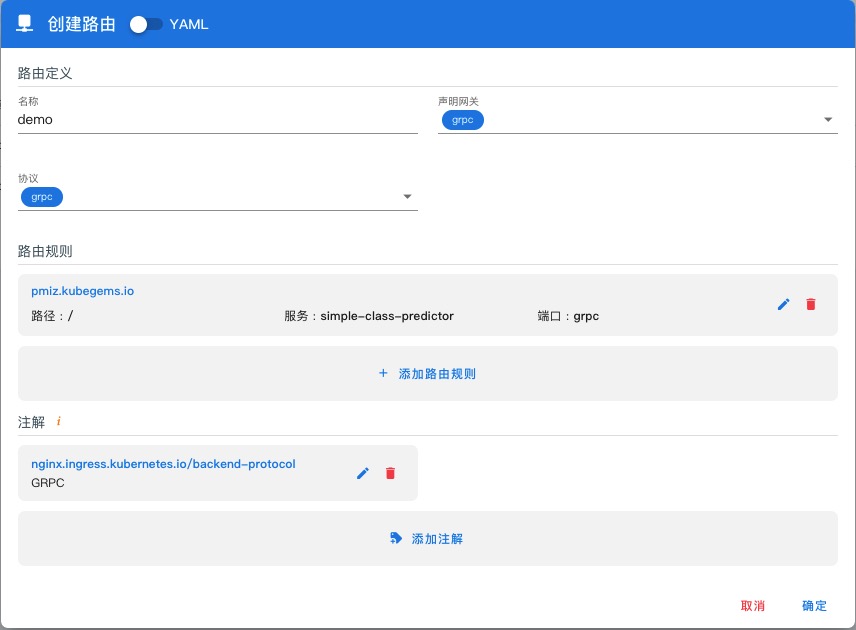 创建路由 YAML
路由定义
名称 声明网关
demo grpc
协议
grpc
路由规则
pmiz.kubegems.io
路径：/ 服务：simple-class-predictor 端口：grpc
+ 添加路由规则
注解 i
nginx.ingress.kubernetes.io/backend-protocol
GRPC
添加注解
取消 确定